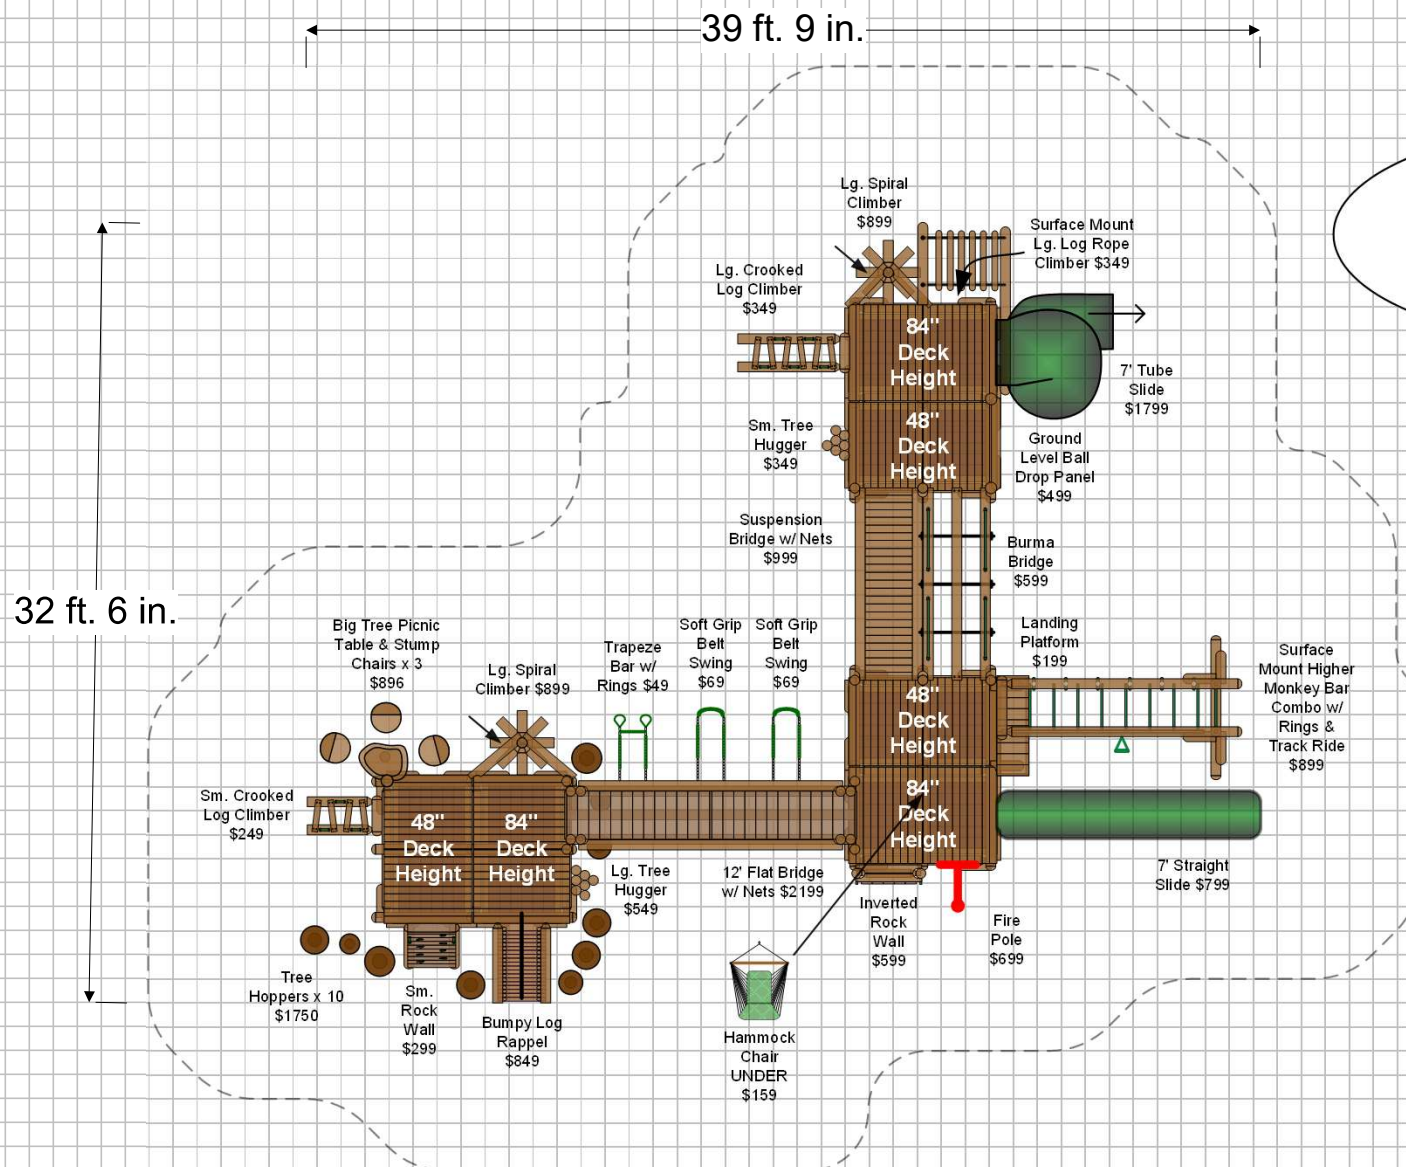 39 ft. 9 in.
Lg. Spiral
Climber
$899
Surface Mount
Lg. Log Rope
Climber $349
Lg. Crooked
Log Climber
$349
84"
Deck
Height
7' Tube
Slide
$1799
Sm. Tree
Hugger
$349
48"
Deck
Height
Ground
Level Ball
Drop Panel
$499
Suspension
Bridge w/ Nets
$999
Burma
Bridge
$599
32 ft. 6 in.
Big Tree Picnic
Table & Stump
Chairs x 3
$896
Lg. Spiral
Climber $899
Trapeze
Bar w/
Rings $49
Soft Grip
Belt
Swing
$69
Soft Grip
Belt
Swing
$69
Landing
Platform
$199
Surface
Mount Higher
Monkey Bar
Combo w/
Rings &
Track Ride
$899
48"
Deck
Height
84"
Deck
Height
Sm. Crooked
Log Climber
$249
48"
Deck
Height
84"
Deck
Height
Lg. Tree
Hugger
$549
12' Flat Bridge
w/ Nets $2199
7' Straight
Slide $799
Inverted
Rock
Wall
$599
Fire
Pole
$699
Tree
Hoppers x 10
$1750
Sm.
Rock
Wall
$299
Bumpy Log
Rappel
$849
Hammock
Chair
UNDER
$159